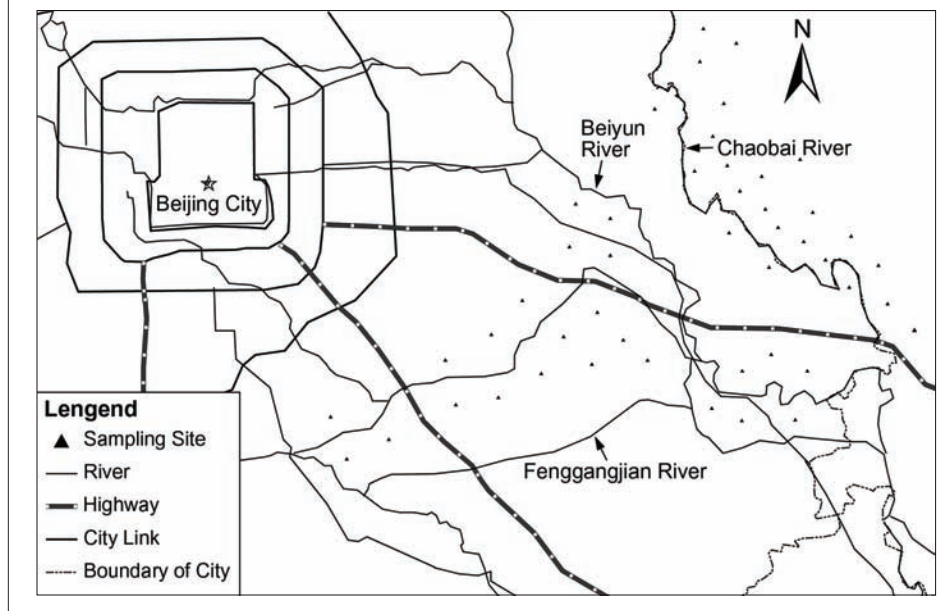 N
Beiyun
River
Chaobai River
Beijing City
Fenggangjian River
Lengend
Sampling Site
River
Highway
City Link
Boundary of City